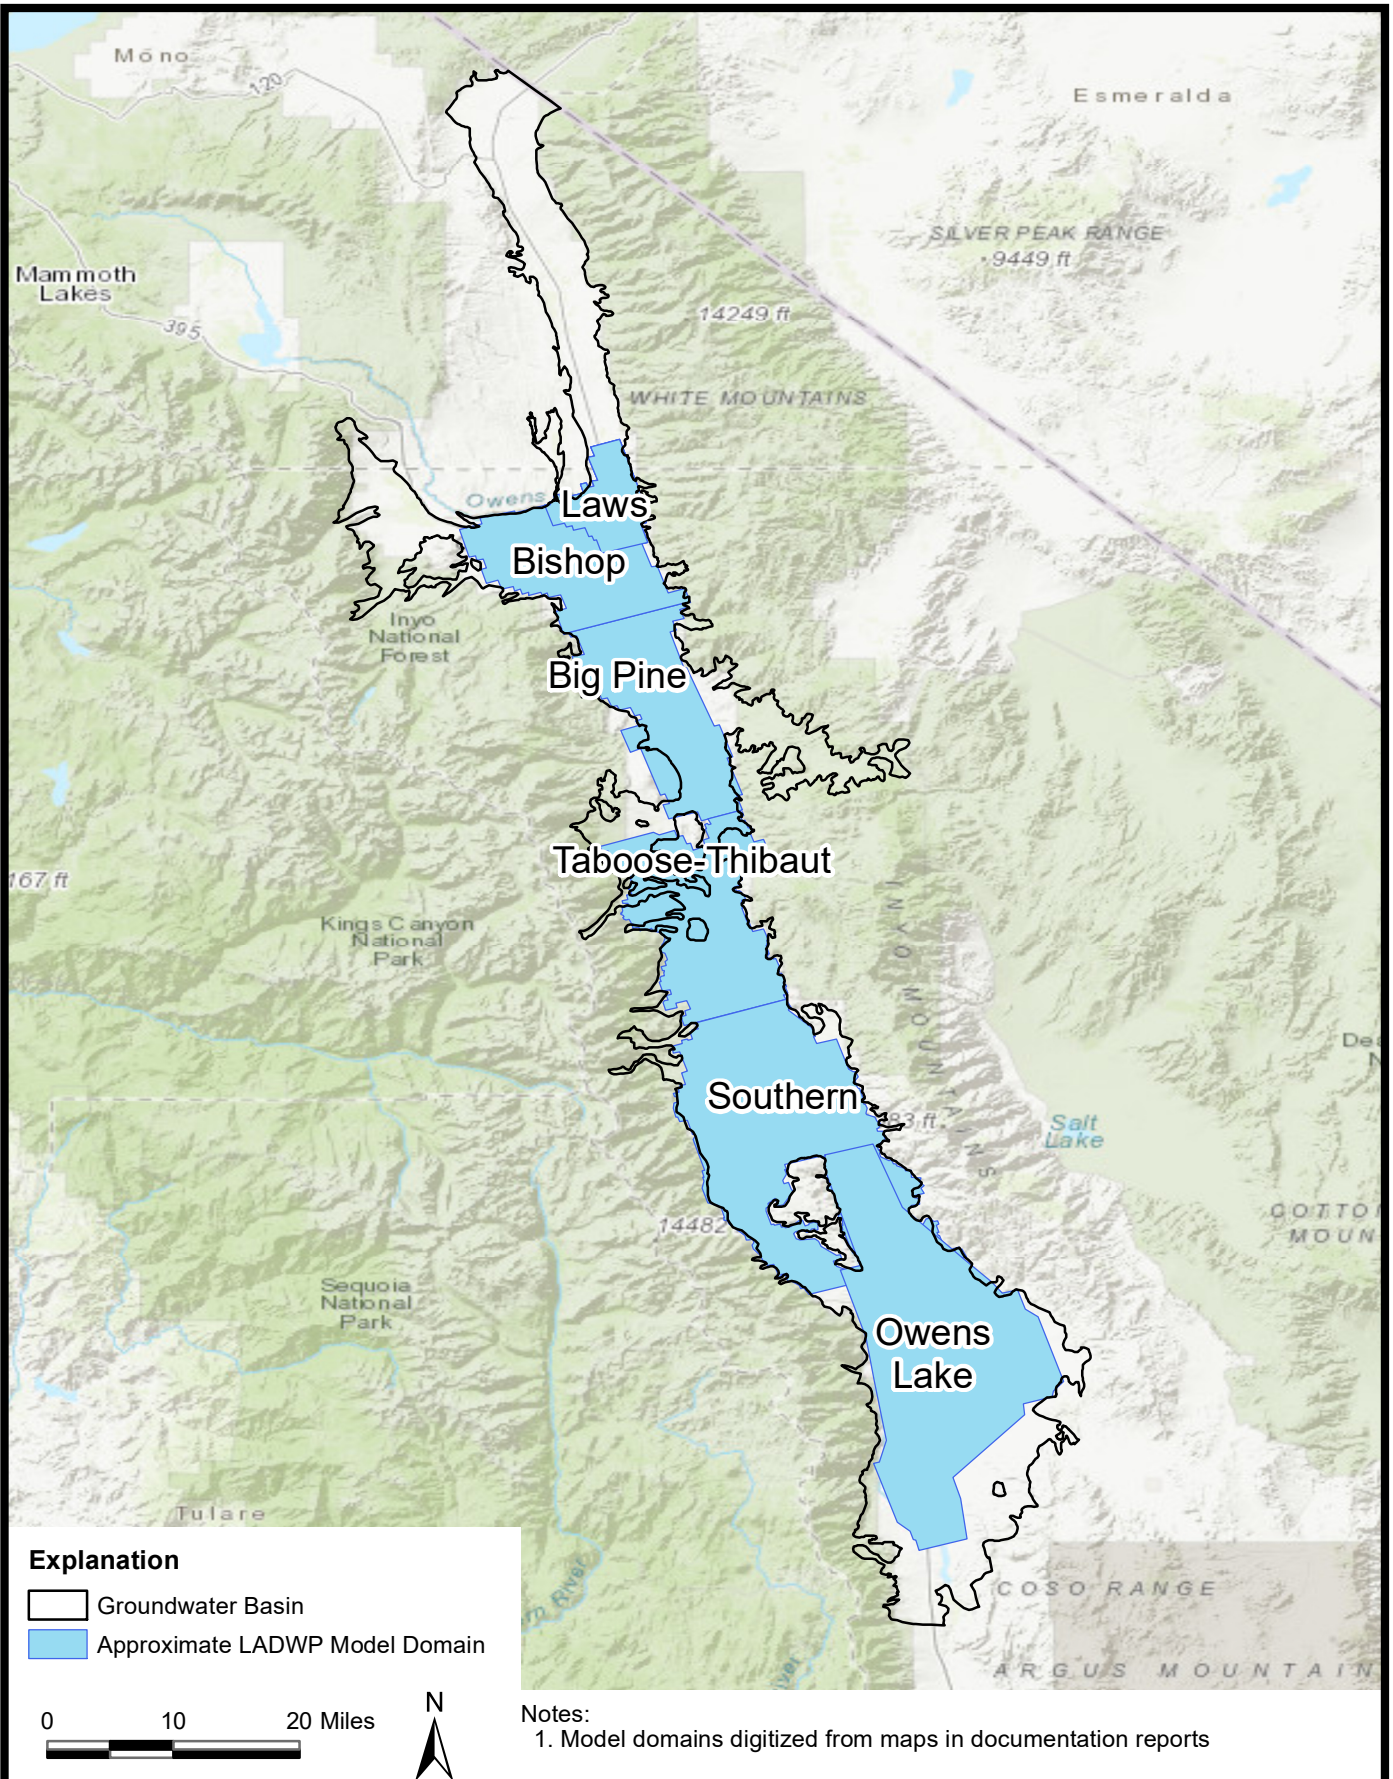 Mono
120
Esmeralda
SILVER PEAK RANGE
9449 ft
Mammoth
Lakes
395
14249 ft
WHITE MOUNTAINS
Owens
Laws
Bishop
Inyo
National
Forest
Big Pine
Taboose-Thibaut
167 ft
Kings Canyon
National
Park
INYO MOUNTAINS
Southern
83 ft
Salt
Lake
14482
Sequoia
National
Park
Owens
Lake
Tulare
COSO RANGE
ARGUS MOUNTAIN
Explanation
Groundwater Basin
Approximate LADWP Model Domain
0 10 20 Miles
N
Notes:
1. Model domains digitized from maps in documentation reports